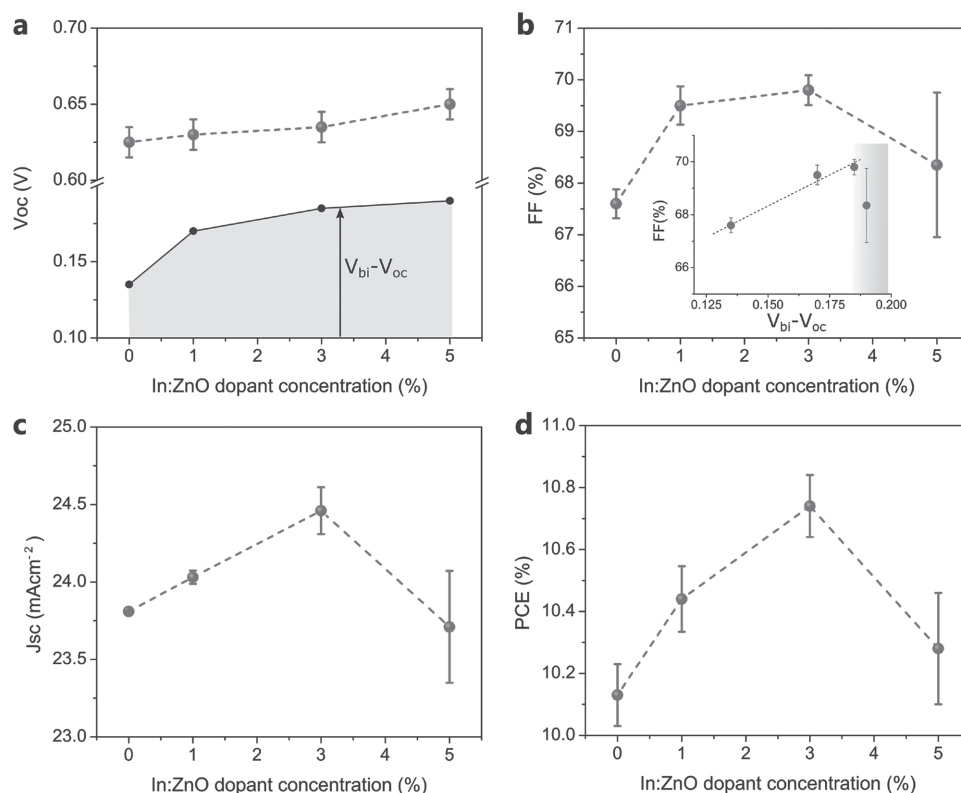 a
0.70
0.65
0.60
0.15
0.10
Voc (V)
V_bi-V_oc
0 1 2 3 4 5
In:ZnO dopant concentration (%)
b
71
70
69
68
67
66
65
FF (%)
70
68
66
FF(%)
0.125 0.150 0.175 0.200
V_bi-V_oc
0 1 2 3 4 5
In:ZnO dopant concentration (%)
c
25.0
24.5
24.0
23.5
23.0
Jsc (mAcm⁻²)
0 1 2 3 4 5
In:ZnO dopant concentration (%)
d
11.0
10.8
10.6
10.4
10.2
10.0
PCE (%)
0 1 2 3 4 5
In:ZnO dopant concentration (%)